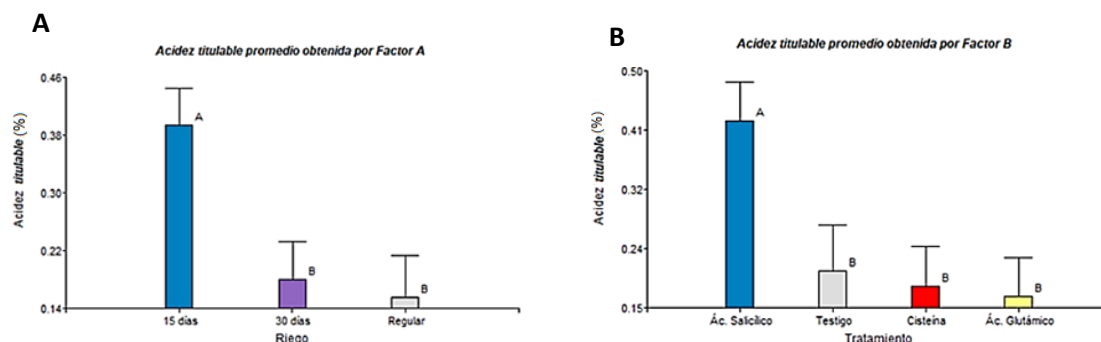 A
Acidez titulable promedio obtenida por Factor A
Acidez titulable (%)
0.46
0.38
0.30
0.22
0.14
A
B
B
15 días
30 días
Regular
Riego
B
Acidez titulable promedio obtenida por Factor B
Acidez titulable (%)
0.50
0.41
0.32
0.24
0.15
A
B
B
B
Ác. Salicílico
Testigo
Cisteína
Ác. Glutámico
Tratamiento